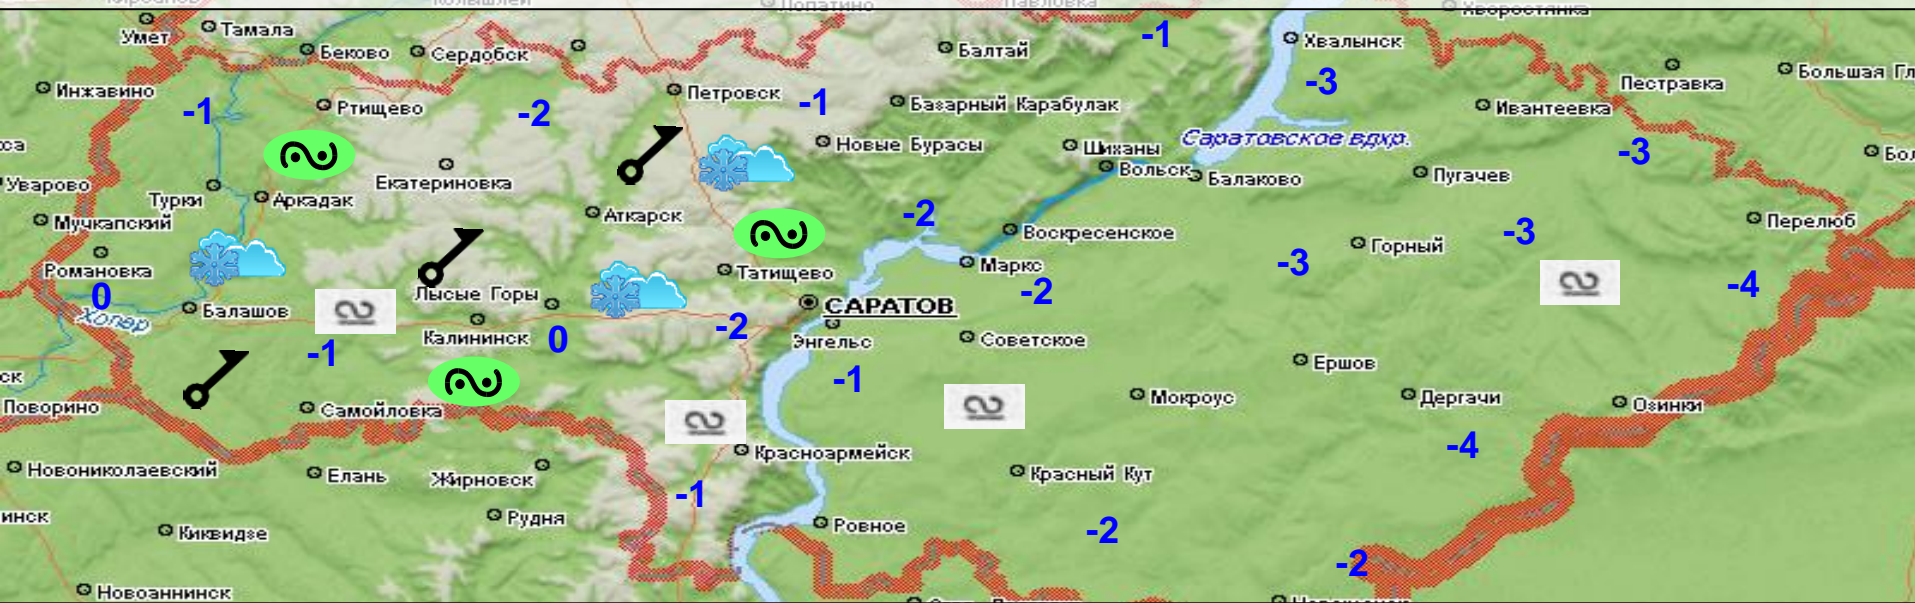 Хворостянка
Умет
Тамала
Беково
Сердобск
Балтай
-1
Хвалынск
Пестравка
Большая Гл
Инжавино
-1
Ртищево
-2
Петровск
-1
Базарный Карабулак
-3
Ивантеевка
Новые Бурасы
Шиханы
Саратовское вдхр.
-3
Уварово
Турки
Аркадак
Екатериновка
Аткарск
Вольск
Балаково
Пугачев
Мучкапский
-2
Воскресенское
-3
Горный
-3
Перелюб
Романовка
0
Татищево
Маркс
-2
-4
Лысые Горы
Хопер
Балашов
САРАТОВ
Калининск
0
-2
Энгельс
Советское
-1
-1
Ершов
Поворино
Самойловка
Мокроус
Дергачи
Озинки
Новониколаевский
Елань
Жирновск
Красноармейск
Красный Кут
-4
инск
Киквидзе
Рудня
-1
Ровное
-2
-2
Новоаннинск